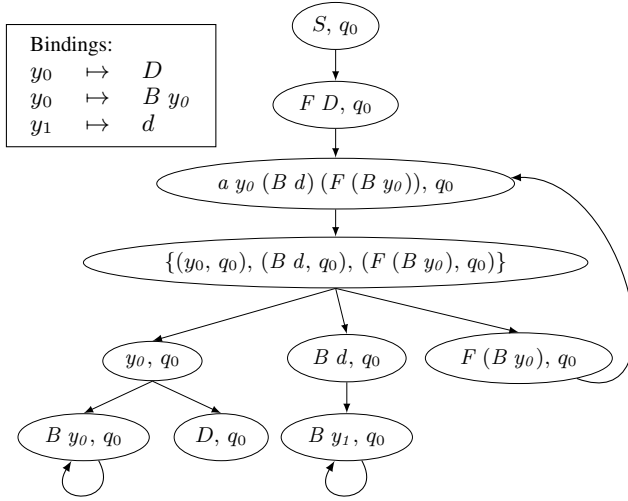 Bindings:
y₀ ↦ D
y₀ ↦ B y₀
y₁ ↦ d
S, q₀
F D, q₀
a y₀ (B d) (F (B y₀)), q₀
{(y₀, q₀), (B d, q₀), (F (B y₀), q₀)}
y₀, q₀
B d, q₀
F (B y₀), q₀
B y₀, q₀
D, q₀
B y₁, q₀